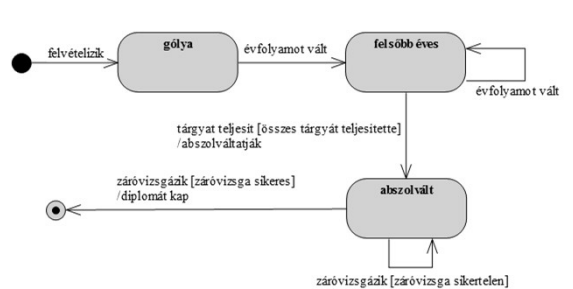 gólya
felsőbb éves
felvételizik
évfolyamot vált
évfolyamot vált
tárgyat teljesít [összes tárgyát teljesítette]
/abszolváltatják
záróvizsgázik [záróvizsga sikeres]
/diplomát kap
abszolvált
záróvizsgázik [záróvizsga sikertelen]